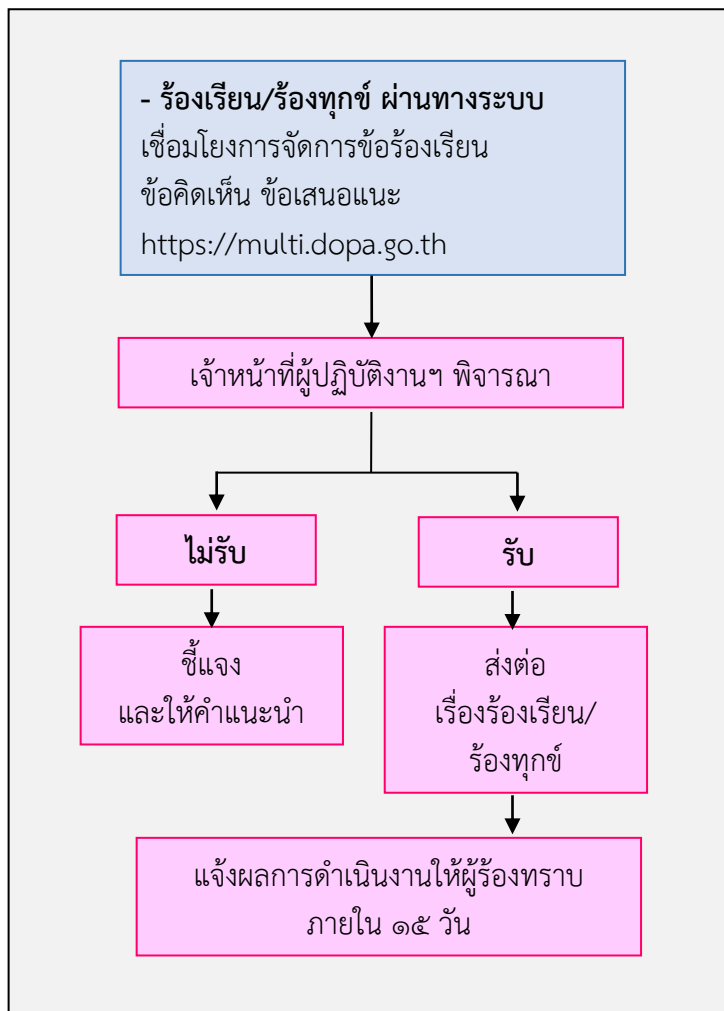 - ร้องเรียน/ร้องทุกข์ ผ่านทางระบบ
เชื่อมโยงการจัดการข้อร้องเรียน
ข้อคิดเห็น ข้อเสนอแนะ
https://multi.dopa.go.th
เจ้าหน้าที่ผู้ปฏิบัติงานฯ พิจารณา
ไม่รับ
รับ
ชี้แจง
และให้คำแนะนำ
ส่งต่อ
เรื่องร้องเรียน/
ร้องทุกข์
แจ้งผลการดำเนินงานให้ผู้ร้องทราบ
ภายใน ๑๕ วัน